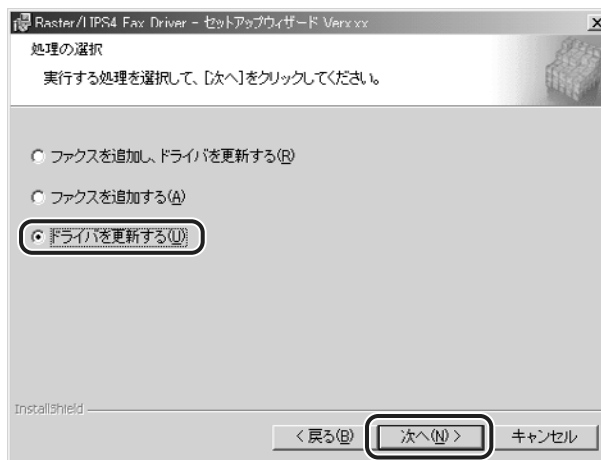 Raster/LIPS4 Fax Driver - セットアップウィザード Verx.xx
処理の選択
実行する処理を選択して、[次へ]をクリックしてください。
ファクスを追加し、ドライバを更新する(R)
ファクスを追加する(A)
ドライバを更新する(U)
InstallShield
< 戻る(B) 次へ(N) > キャンセル